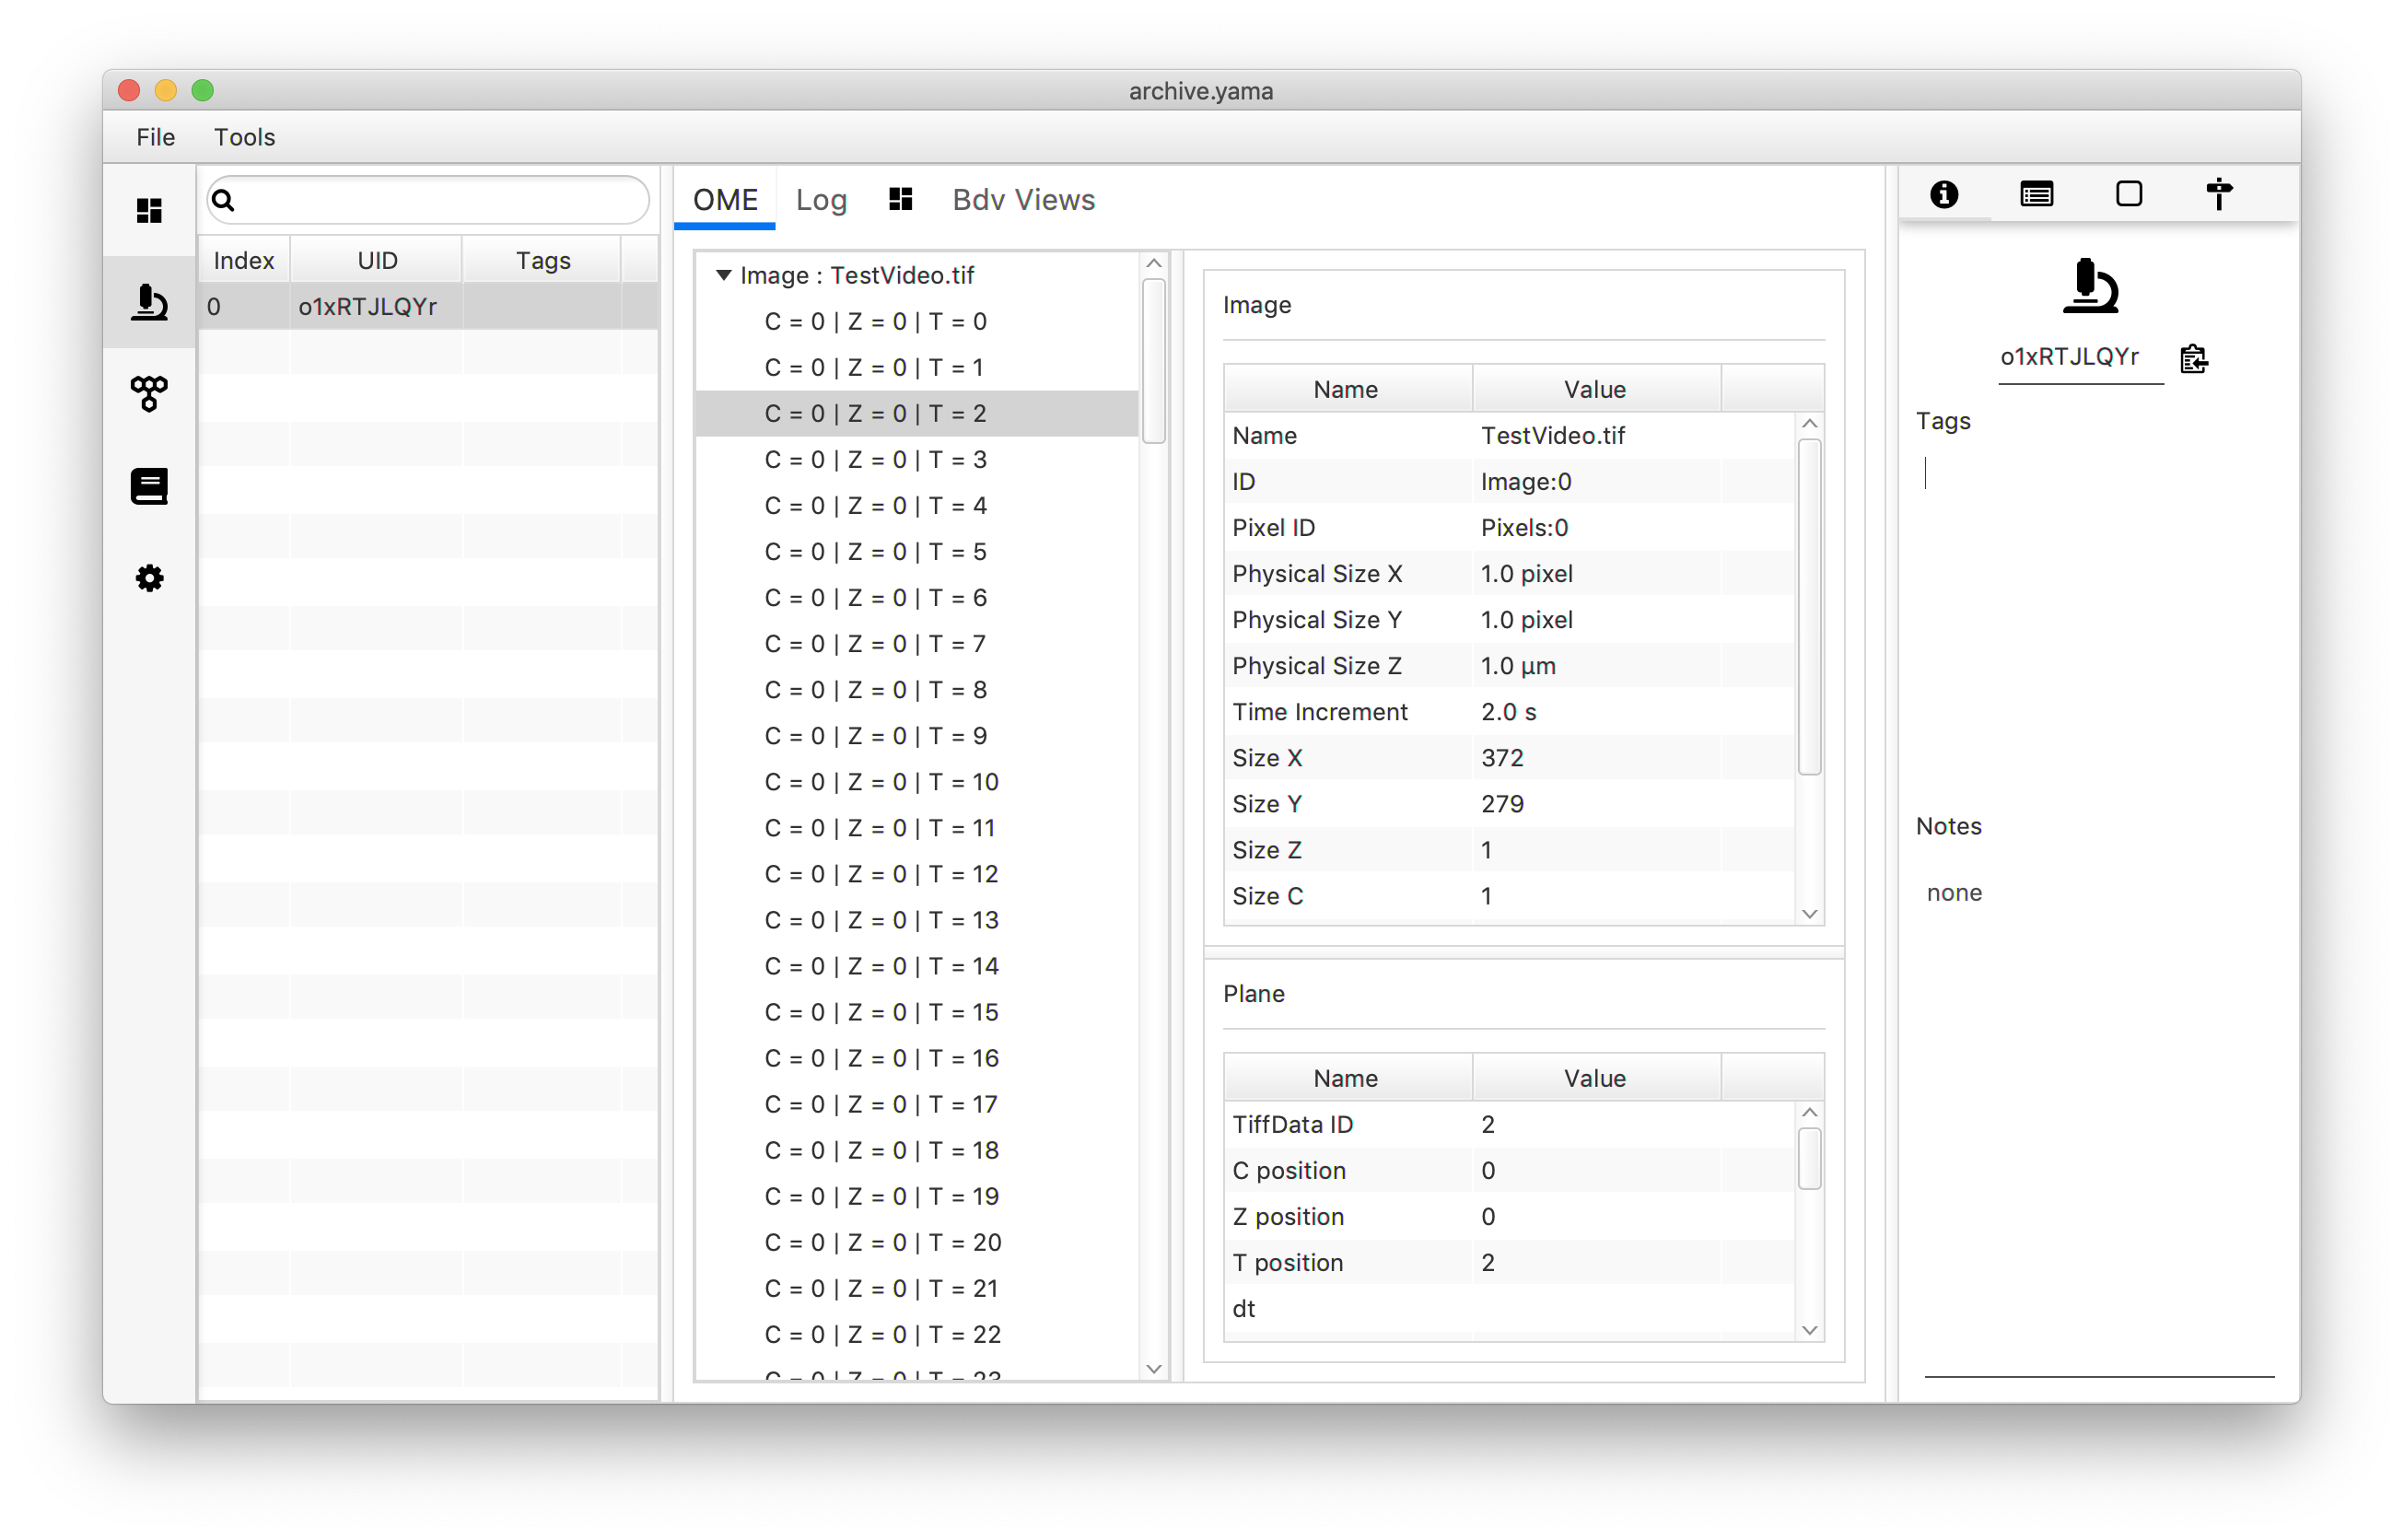 archive.yama
File Tools
Index UID Tags
0 o1xRTJLQYr
OME Log Bdv Views
Image : TestVideo.tif
C = 0 | Z = 0 | T = 0
C = 0 | Z = 0 | T = 1
C = 0 | Z = 0 | T = 2
C = 0 | Z = 0 | T = 3
C = 0 | Z = 0 | T = 4
C = 0 | Z = 0 | T = 5
C = 0 | Z = 0 | T = 6
C = 0 | Z = 0 | T = 7
C = 0 | Z = 0 | T = 8
C = 0 | Z = 0 | T = 9
C = 0 | Z = 0 | T = 10
C = 0 | Z = 0 | T = 11
C = 0 | Z = 0 | T = 12
C = 0 | Z = 0 | T = 13
C = 0 | Z = 0 | T = 14
C = 0 | Z = 0 | T = 15
C = 0 | Z = 0 | T = 16
C = 0 | Z = 0 | T = 17
C = 0 | Z = 0 | T = 18
C = 0 | Z = 0 | T = 19
C = 0 | Z = 0 | T = 20
C = 0 | Z = 0 | T = 21
C = 0 | Z = 0 | T = 22
C = 0 | Z = 0 | T = 23
Image
Name Value
Name TestVideo.tif
ID Image:0
Pixel ID Pixels:0
Physical Size X 1.0 pixel
Physical Size Y 1.0 pixel
Physical Size Z 1.0 µm
Time Increment 2.0 s
Size X 372
Size Y 279
Size Z 1
Size C 1
Plane
Name Value
TiffData ID 2
C position 0
Z position 0
T position 2
dt
o1xRTJLQYr
Tags
Notes
none